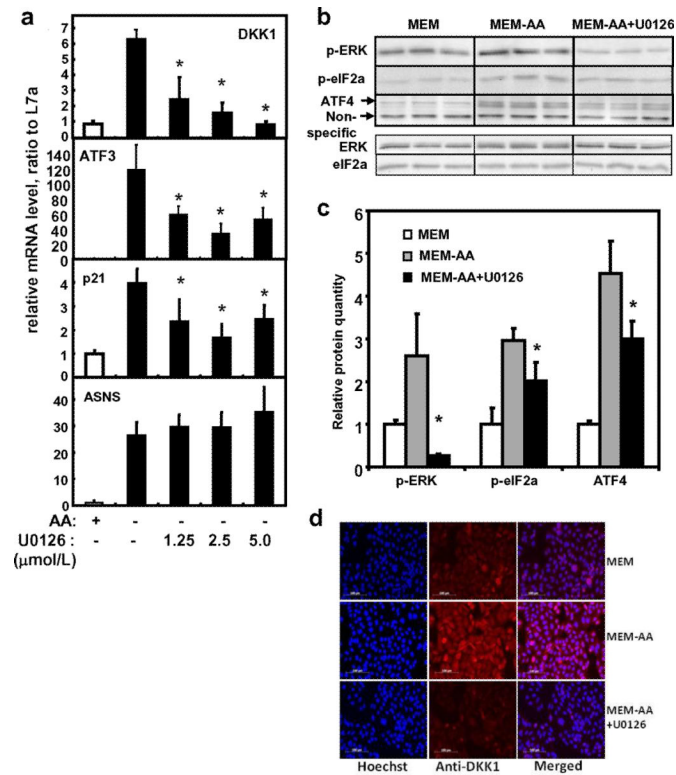 a
relative mRNA level, ratio to L7a
DKK1
7
6
5
4
3
2
1
0
*
*
*
ATF3
140
120
100
80
60
40
20
0
*
*
*
p21
5
4
3
2
1
0
*
*
*
ASNS
40
30
20
10
0
AA: + - - - -
U0126 : - - 1.25 2.5 5.0
(μmol/L)
b
MEM MEM-AA MEM-AA+U0126
p-ERK
p-eIF2a
ATF4
Non-
specific
ERK
eIF2a
c
Relative protein quantity
6
5
3
2
1
0
MEM
MEM-AA
MEM-AA+U0126
*
*
*
p-ERK p-eIF2a ATF4
d
MEM
MEM-AA
MEM-AA
+U0126
Hoechst Anti-DKK1 Merged